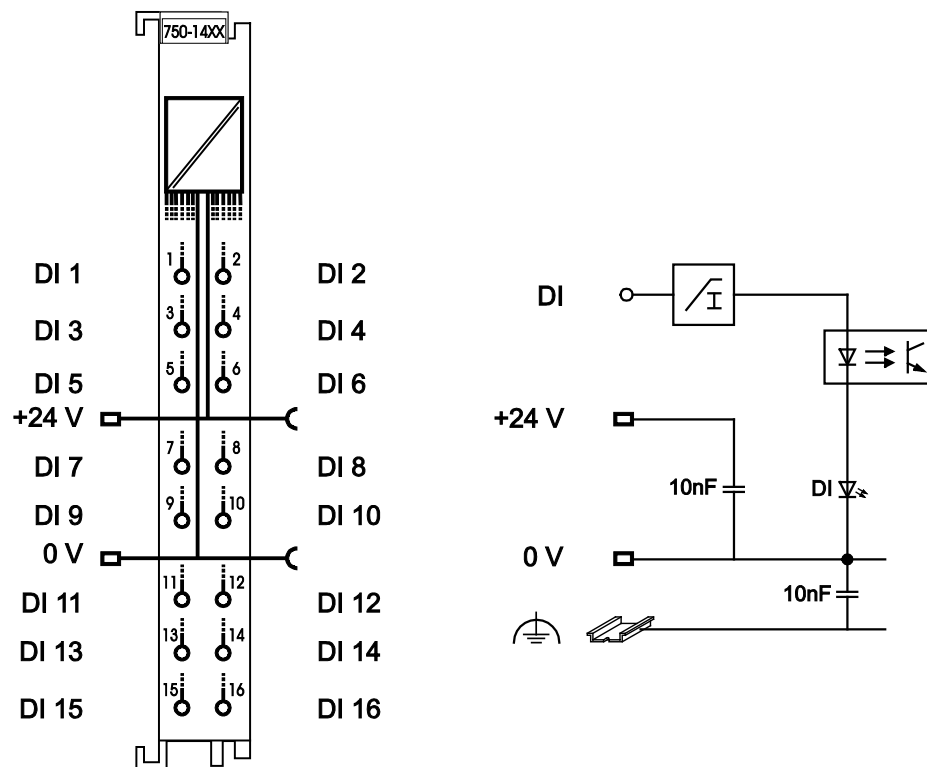 750-14XX
1 2
DI 1 DI 2
3 4
DI 3 DI 4
5 6
DI 5 DI 6
+24 V
7 8
DI 7 DI 8
9 10
DI 9 DI 10
0 V
11 12
DI 11 DI 12
13 14
DI 13 DI 14
15 16
DI 15 DI 16
DI
+24 V
10nF
DI
0 V
10nF